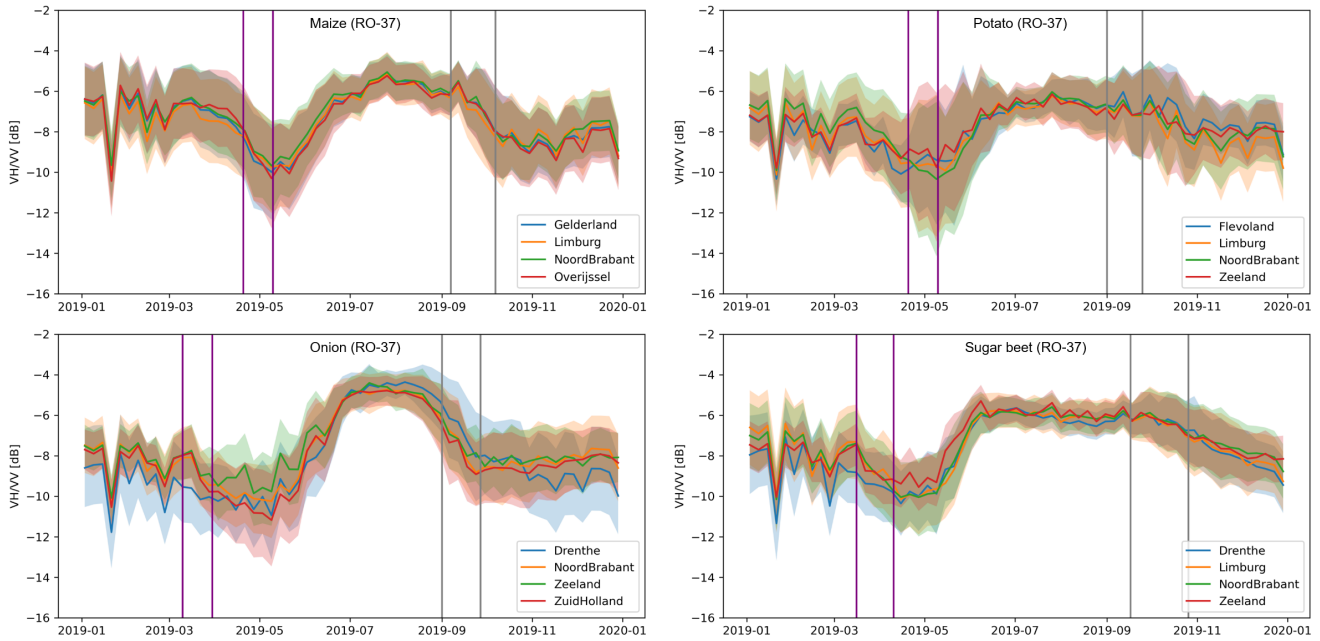 Maize (RO-37)
VH/VV [dB]
−2
−4
−6
−8
−10
−12
−14
−16
Gelderland
Limburg
NoordBrabant
Overijssel
2019-01 2019-03 2019-05 2019-07 2019-09 2019-11 2020-01
Potato (RO-37)
VH/VV [dB]
−2
−4
−6
−8
−10
−12
−14
−16
Flevoland
Limburg
NoordBrabant
Zeeland
2019-01 2019-03 2019-05 2019-07 2019-09 2019-11 2020-01
Onion (RO-37)
VH/VV [dB]
−2
−4
−6
−8
−10
−12
−14
−16
Drenthe
NoordBrabant
Zeeland
ZuidHolland
2019-01 2019-03 2019-05 2019-07 2019-09 2019-11 2020-01
Sugar beet (RO-37)
VH/VV [dB]
−2
−4
−6
−8
−10
−12
−14
−16
Drenthe
Limburg
NoordBrabant
Zeeland
2019-01 2019-03 2019-05 2019-07 2019-09 2019-11 2020-01